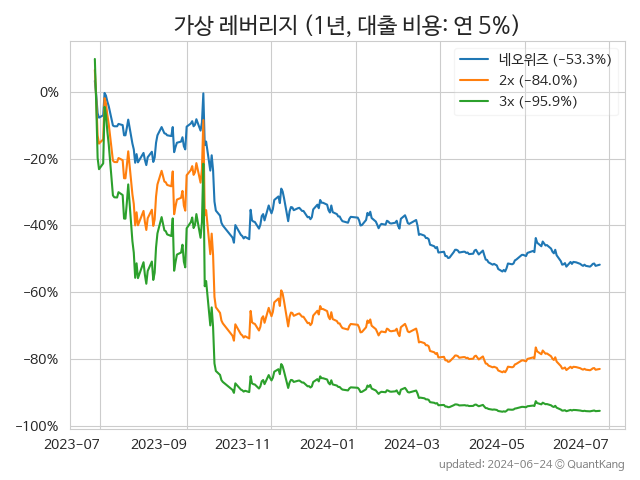 가상 레버리지 (1년, 대출 비용: 연 5%)
네오위즈 (−53.3%)
2x (−84.0%)
3x (−95.9%)
0%
−20%
−40%
−60%
−80%
−100%
2023-07 2023-09 2023-11 2024-01 2024-03 2024-05 2024-07
updated: 2024-06-24 © QuantKang